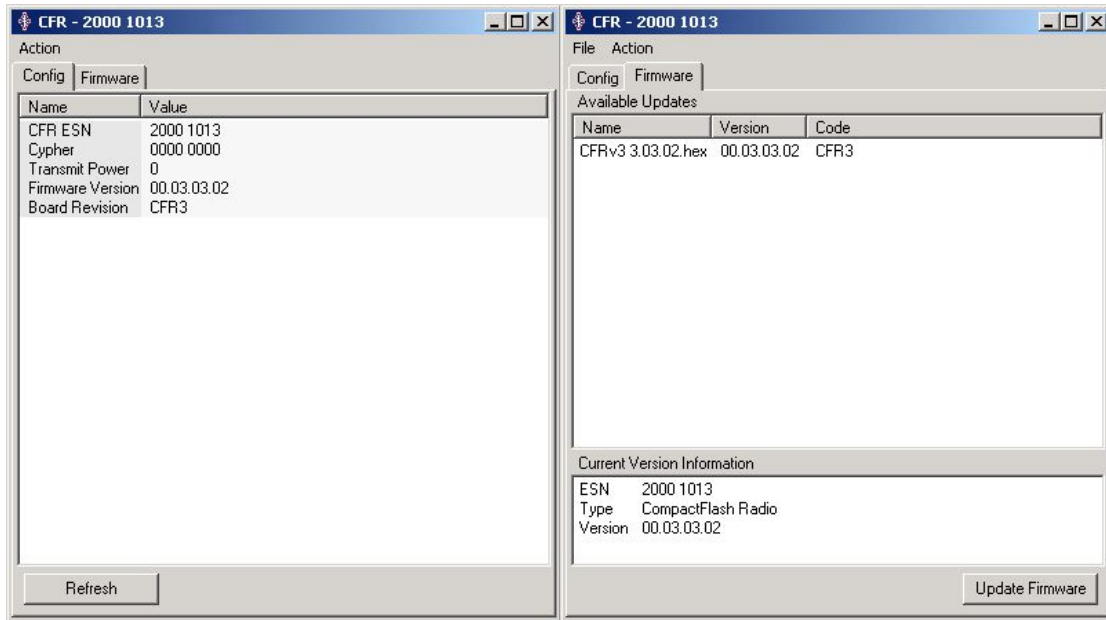 CFR - 2000 1013
Action
Config Firmware
Name Value
CFR ESN 2000 1013
Cypher 0000 0000
Transmit Power 0
Firmware Version 00.03.03.02
Board Revision CFR3
Refresh
CFR - 2000 1013
File Action
Config Firmware
Available Updates
Name Version Code
CFRv3 3.03.02.hex 00.03.03.02 CFR3
Current Version Information
ESN 2000 1013
Type CompactFlash Radio
Version 00.03.03.02
Update Firmware